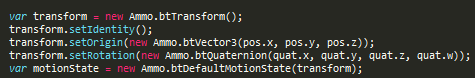 var transform = new Ammo.btTransform();
transform.setIdentity();
transform.setOrigin(new Ammo.btVector3(pos.x, pos.y, pos.z));
transform.setRotation(new Ammo.btQuaternion(quat.x, quat.y, quat.z, quat.w));
var motionState = new Ammo.btDefaultMotionState(transform);